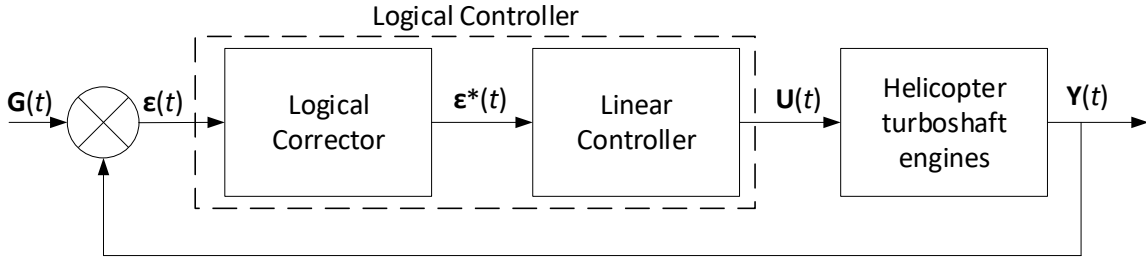 Logical Controller
G(t)
ε(t)
Logical
Corrector
ε*(t)
Linear
Controller
U(t)
Helicopter
turboshaft
engines
Y(t)